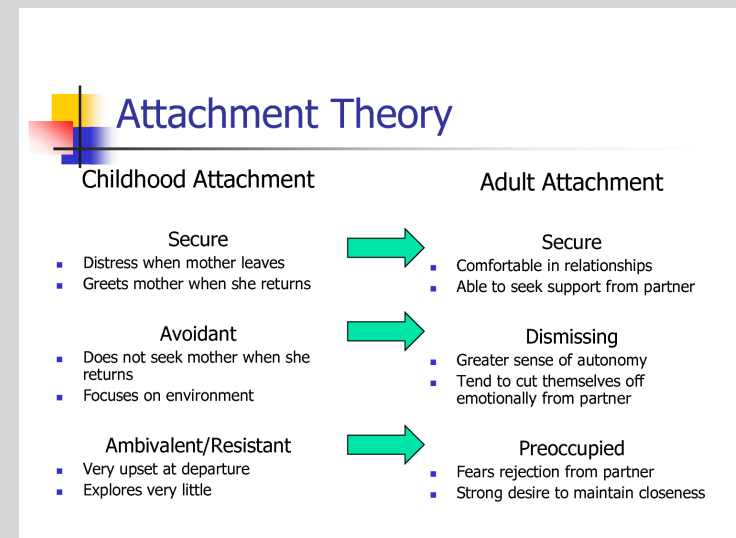 Attachment Theory
Childhood Attachment
Secure
Distress when mother leaves
Greets mother when she returns
Avoidant
Does not seek mother when she
returns
Focuses on environment
Ambivalent/Resistant
Very upset at departure
Explores very little
Adult Attachment
Secure
Comfortable in relationships
Able to seek support from partner
Dismissing
Greater sense of autonomy
Tend to cut themselves off
emotionally from partner
Preoccupied
Fears rejection from partner
Strong desire to maintain closeness